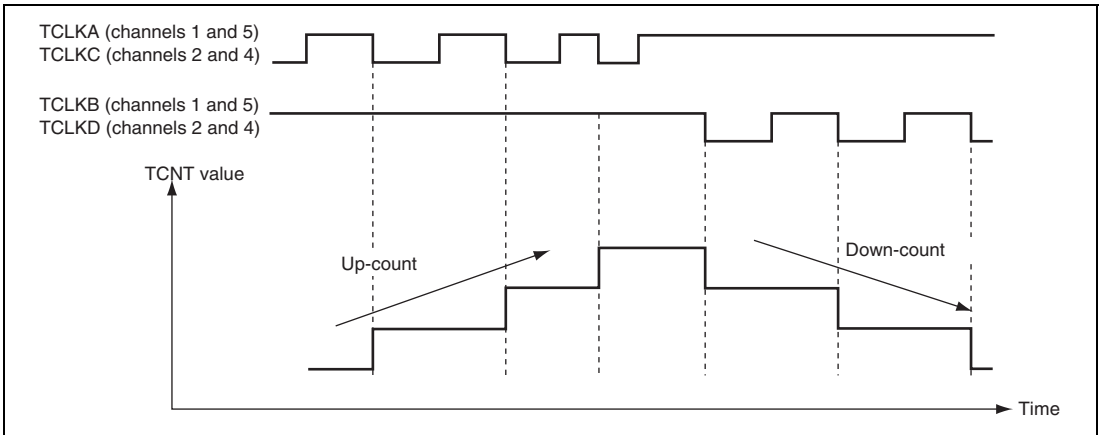 TCLKA (channels 1 and 5)
TCLKC (channels 2 and 4)
TCLKB (channels 1 and 5)
TCLKD (channels 2 and 4)
TCNT value
Up-count
Down-count
Time